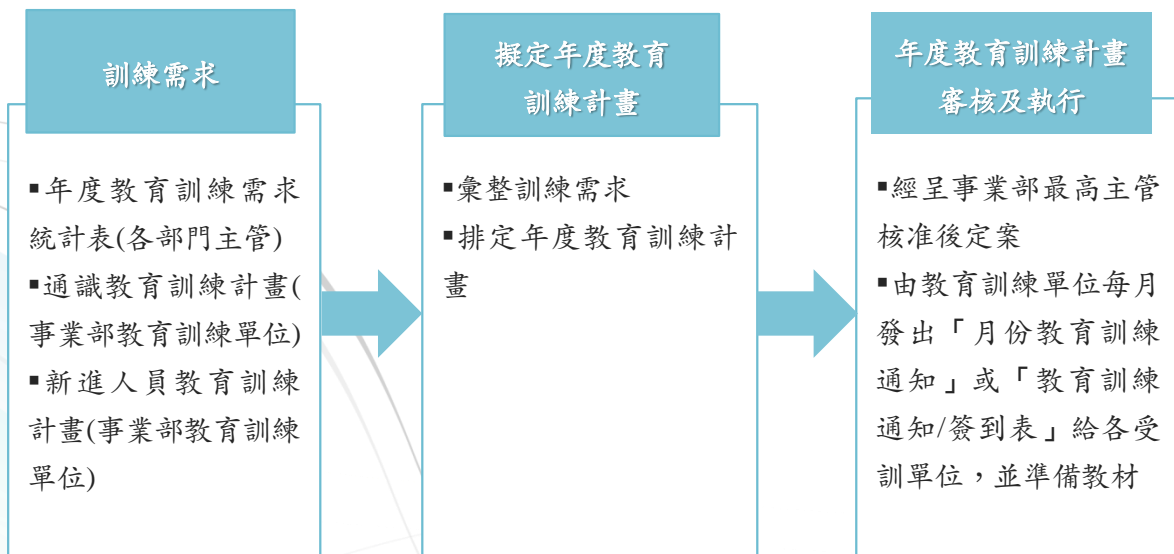 訓練需求
▪年度教育訓練需求
統計表(各部門主管)
▪通識教育訓練計畫(
事業部教育訓練單位)
▪新進人員教育訓練
計畫(事業部教育訓練
單位)
擬定年度教育
訓練計畫
▪彙整訓練需求
▪排定年度教育訓練計
畫
年度教育訓練計畫
審核及執行
▪經呈事業部最高主管
核准後定案
▪由教育訓練單位每月
發出「月份教育訓練
通知」或「教育訓練
通知/簽到表」給各受
訓單位，並準備教材